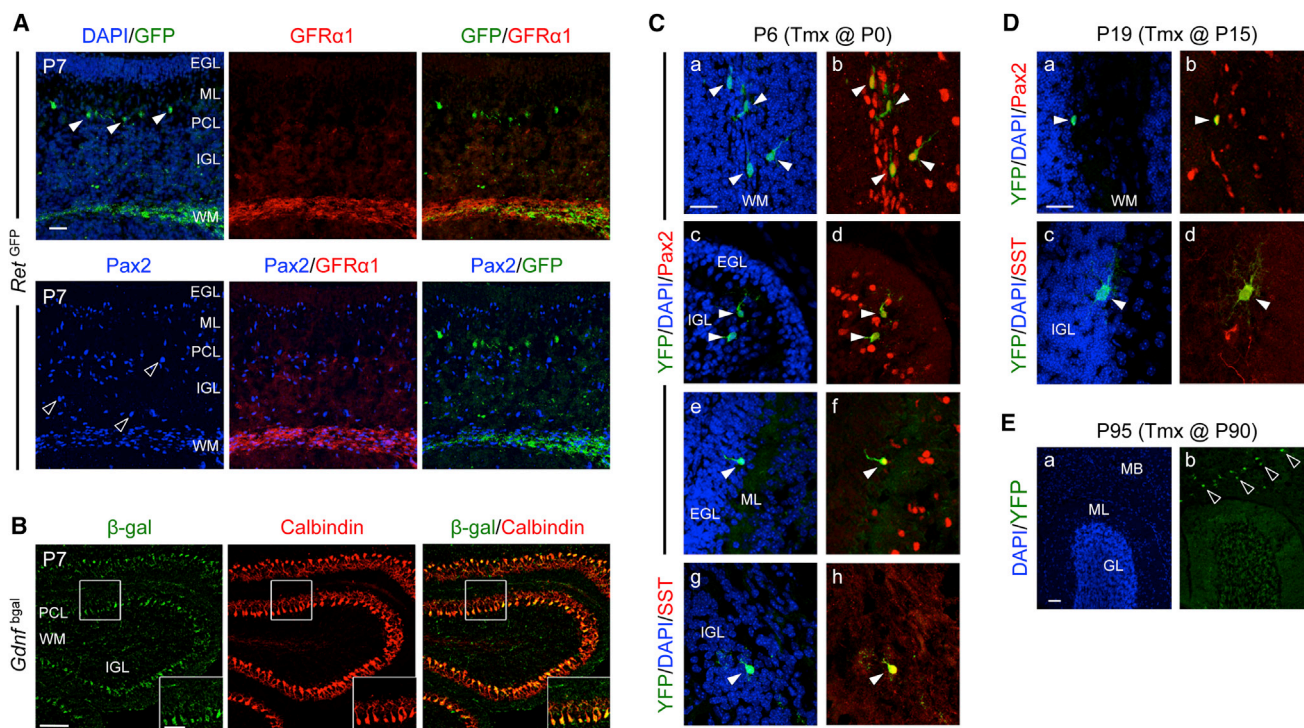 A
DAPI/GFP
GFRα1
GFP/GFRα1
P7
EGL
ML
PCL
IGL
WM
Ret GFP
Pax2
Pax2/GFRα1
Pax2/GFP
P7
EGL
ML
PCL
IGL
WM
B
β-gal
Calbindin
β-gal/Calbindin
P7
PCL
WM
IGL
Gdnf bgal
C
P6 (Tmx @ P0)
a
b
WM
c
d
EGL
IGL
YFP/DAPI/Pax2
e
f
ML
EGL
g
h
IGL
YFP/DAPI/SST
D
P19 (Tmx @ P15)
a
b
WM
YFP/DAPI/Pax2
c
d
IGL
YFP/DAPI/SST
E
P95 (Tmx @ P90)
a
b
MB
ML
GL
DAPI/YFP